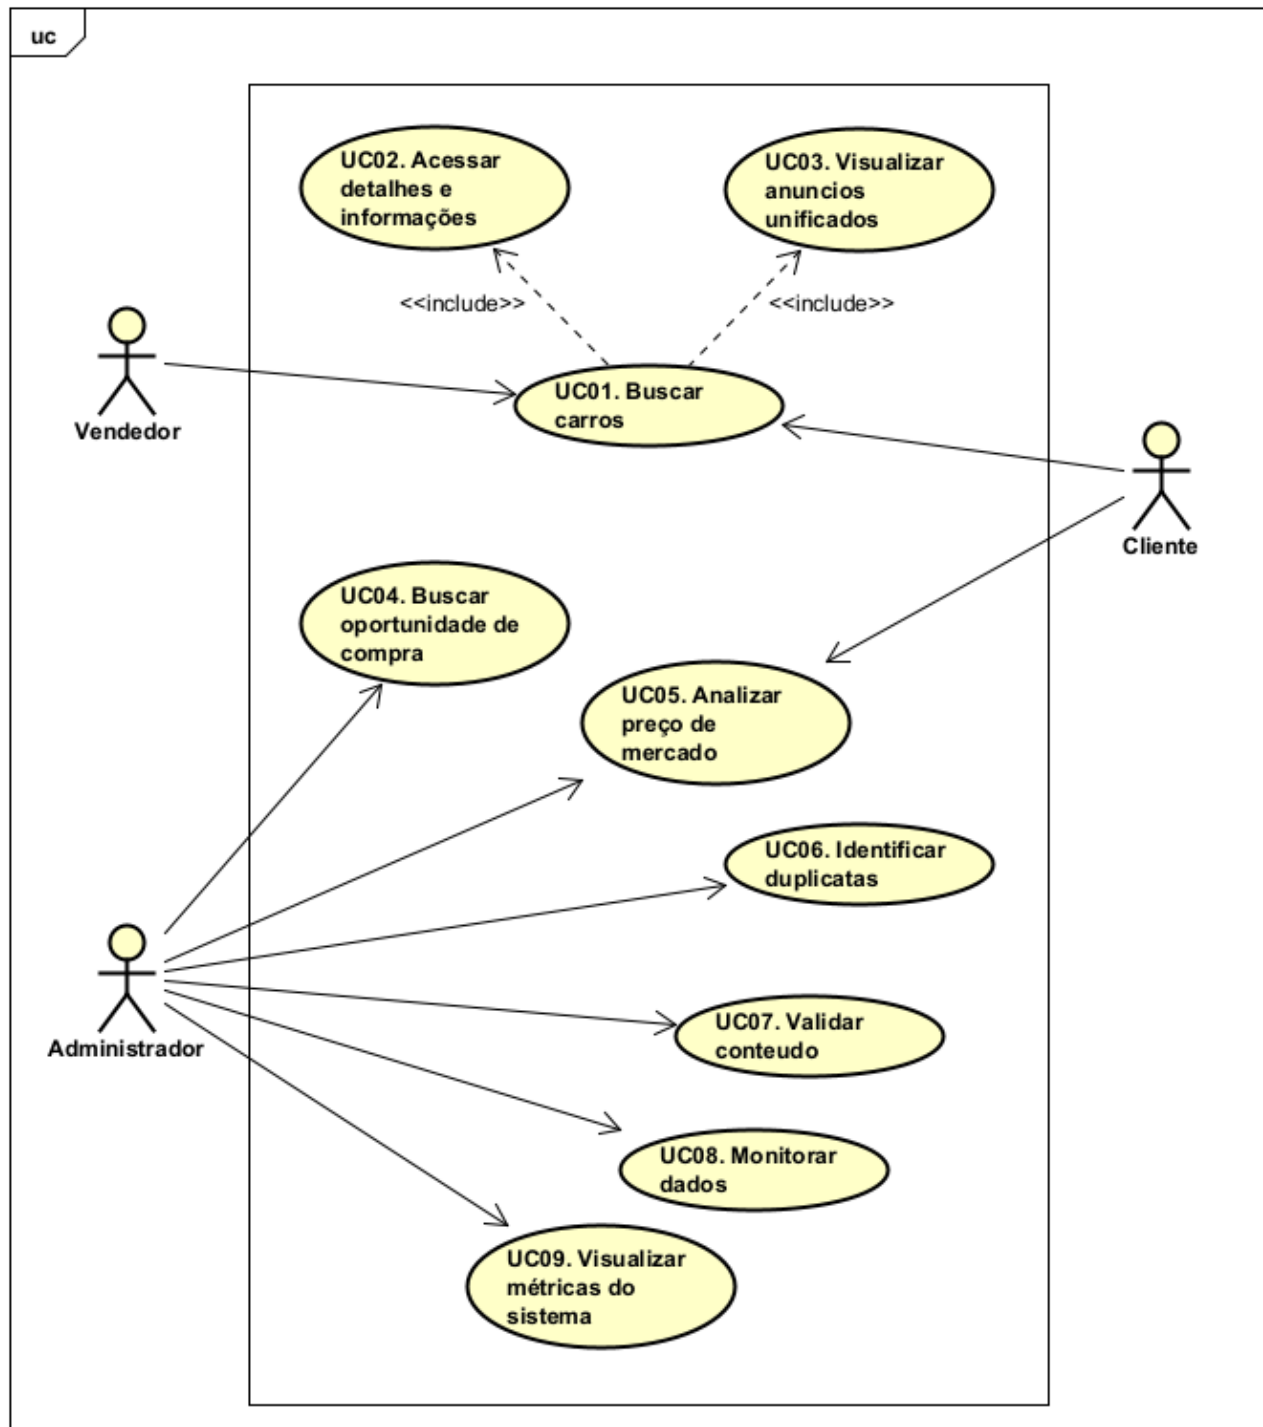 uc
UC02. Acessar
detalhes e
informações
UC03. Visualizar
anuncios
unificados
<<include>>
<<include>>
Vendedor
UC01. Buscar
carros
Cliente
UC04. Buscar
oportunidade de
compra
UC05. Analizar
preço de
mercado
UC06. Identificar
duplicatas
Administrador
UC07. Validar
conteudo
UC08. Monitorar
dados
UC09. Visualizar
métricas do
sistema